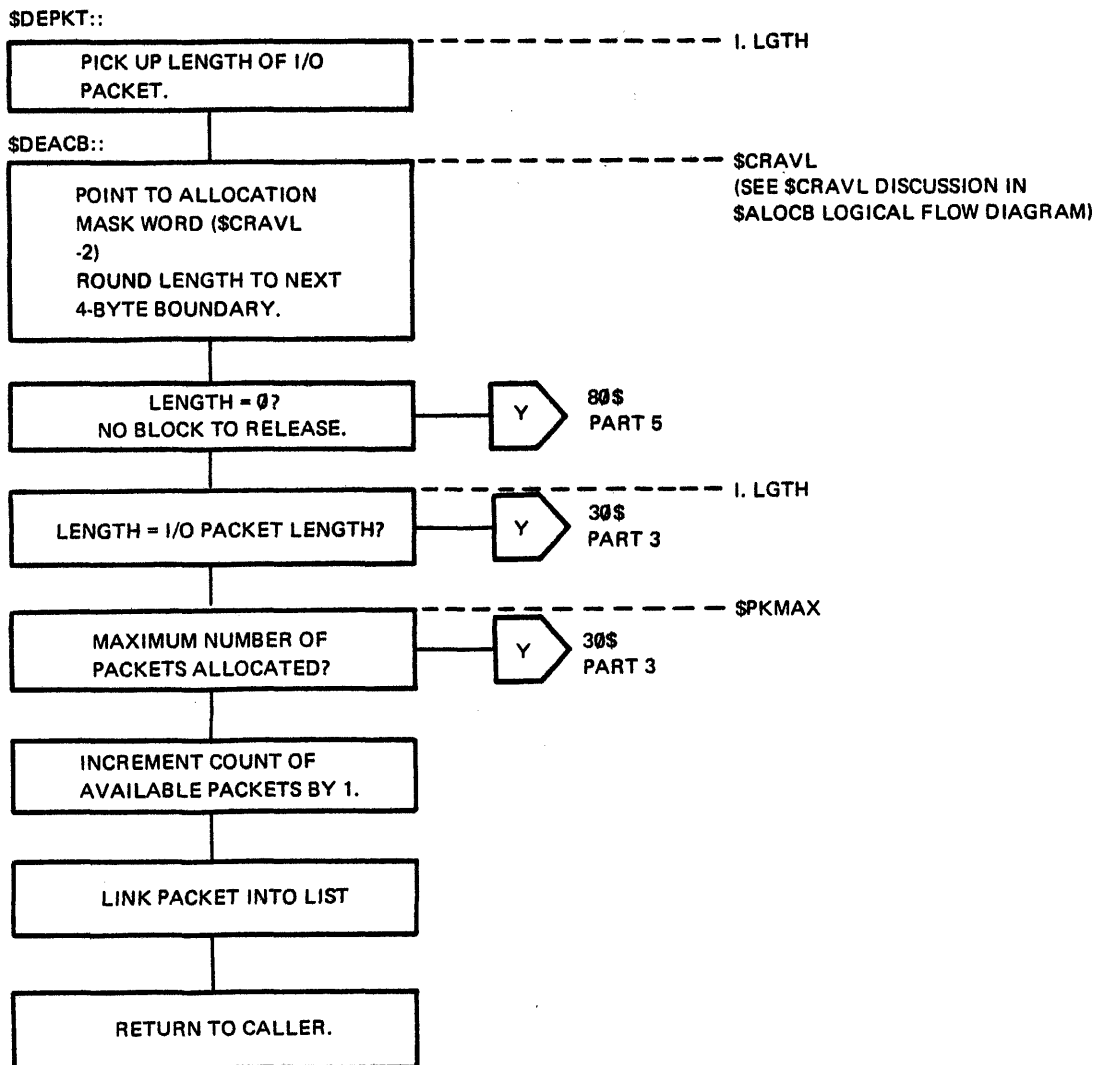 $DEPKT::
I. LGTH
PICK UP LENGTH OF I/O
PACKET.
$DEACB::
$CRAVL
(SEE $CRAVL DISCUSSION IN
$ALOCB LOGICAL FLOW DIAGRAM)
POINT TO ALLOCATION
MASK WORD ($CRAVL
-2)
ROUND LENGTH TO NEXT
4-BYTE BOUNDARY.
LENGTH = 0?
NO BLOCK TO RELEASE.
Y
80$
PART 5
I. LGTH
LENGTH = I/O PACKET LENGTH?
Y
30$
PART 3
$PKMAX
MAXIMUM NUMBER OF
PACKETS ALLOCATED?
Y
30$
PART 3
INCREMENT COUNT OF
AVAILABLE PACKETS BY 1.
LINK PACKET INTO LIST
RETURN TO CALLER.